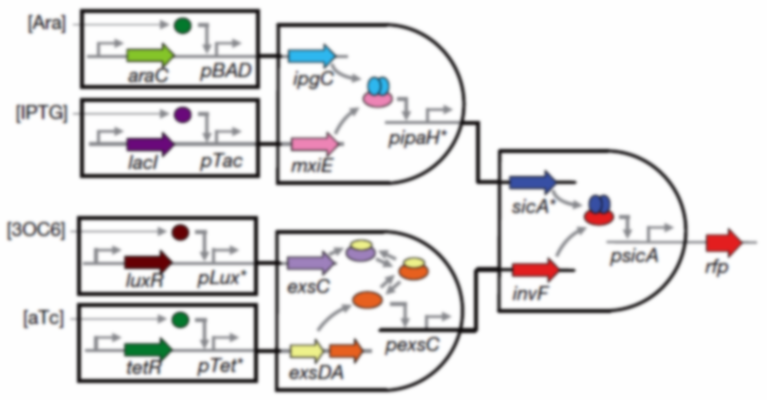 [Ara]
araC
pBAD
ipgC
[IPTG]
lacI
pTac
mxiE
pipaH*
sicA*
psicA
rfp
[3OC6]
luxR
pLux*
exsC
invF
[aTc]
tetR
pTet*
exsDA
pexsC